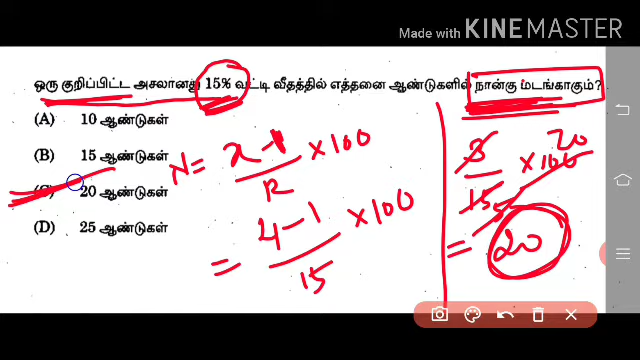 Made with KINEMASTER
ஒரு குறிப்பிட்ட அசலானது 15% வட்டி வீதத்தில் எத்தனை ஆண்டுகளில் நான்கு மடங்காகும்?
(A) 10 ஆண்டுகள்
(B) 15 ஆண்டுகள்
(C) 20 ஆண்டுகள்
(D) 25 ஆண்டுகள்
N = x-1/R × 100
= 4-1/15 × 100
3/15 × 100 20
5
= 20